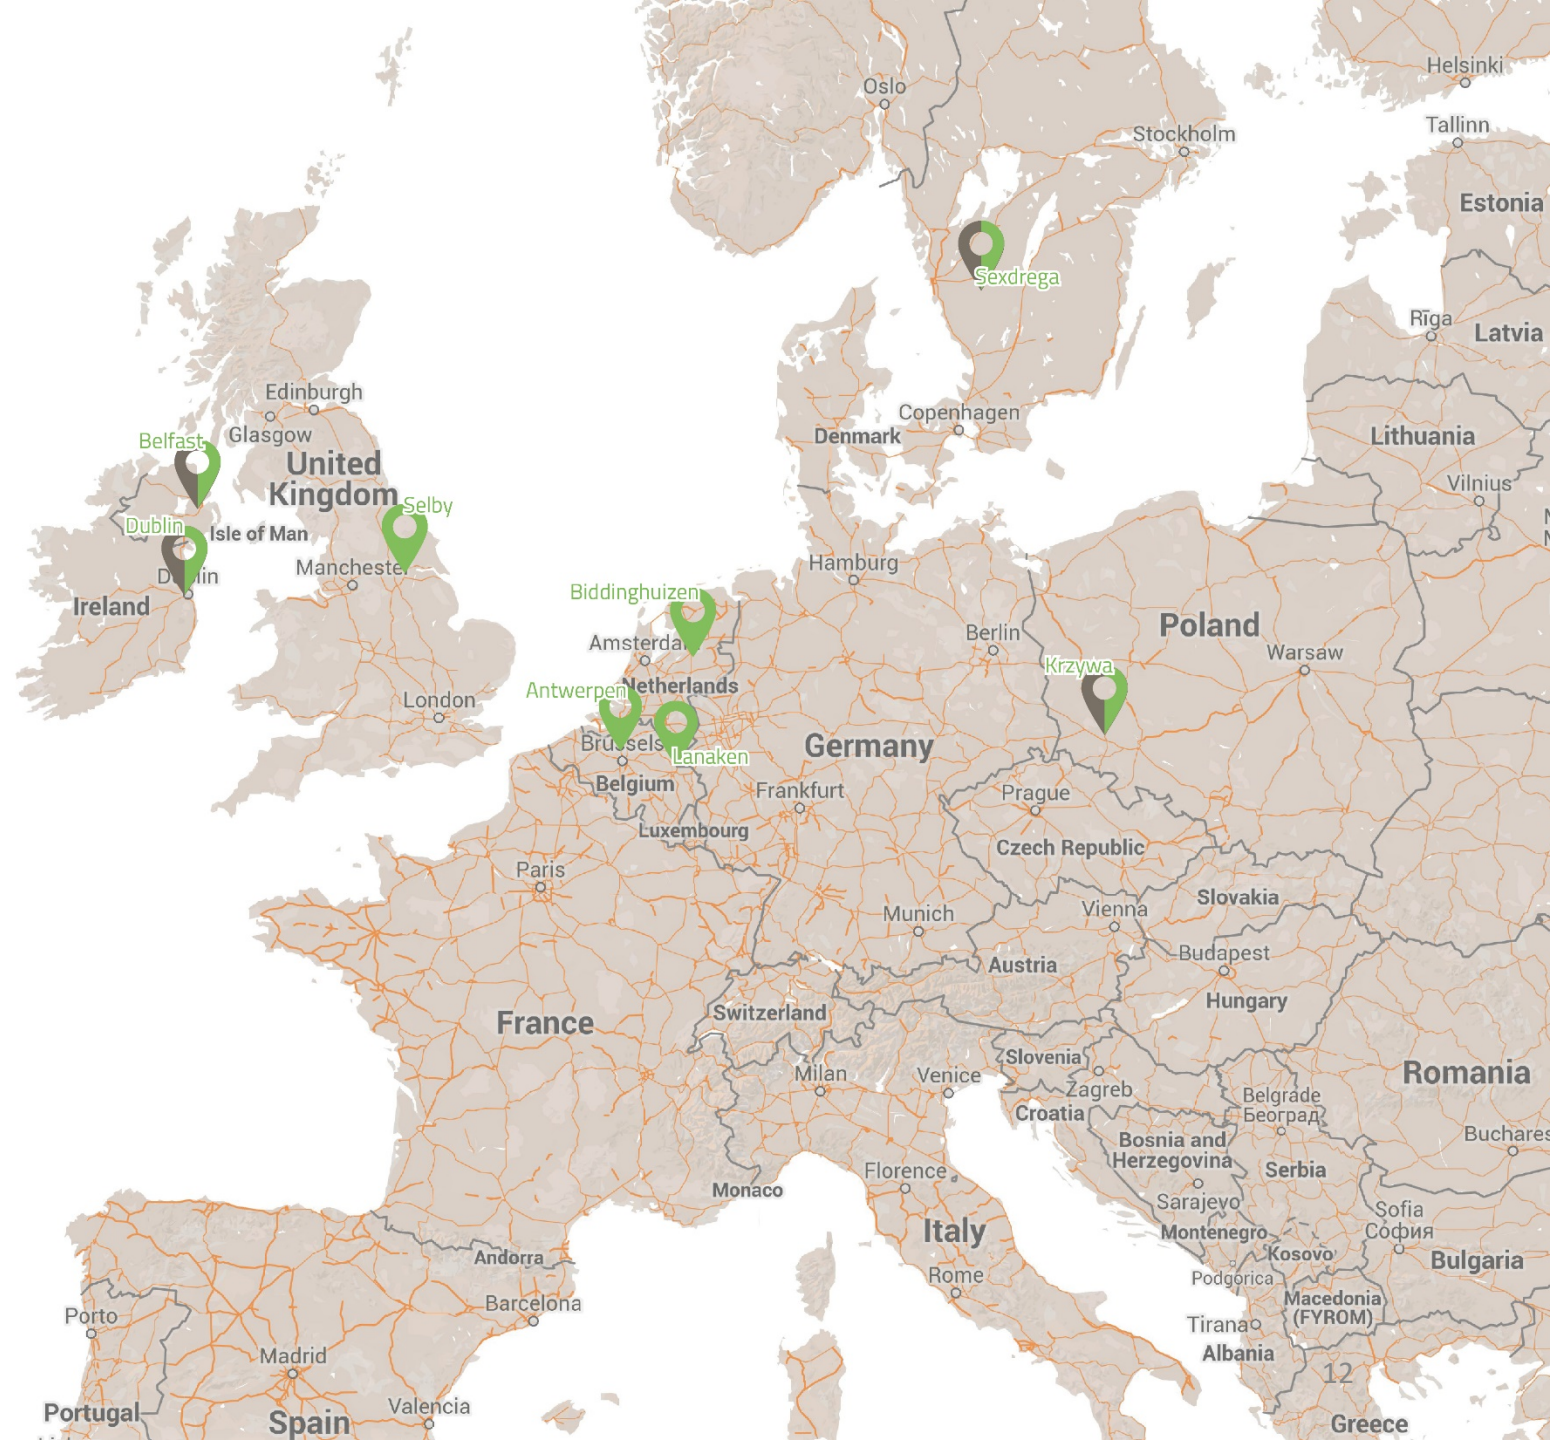 Helsinki
Oslo
Tallinn
Stockholm
Estonia
Sexdrega
Rīga
Latvia
Edinburgh
Copenhagen
Glasgow
Denmark
Lithuania
Belfast
United
Kingdom
Vilnius
Selby
Dublin
Isle of Man
Hamburg
Manchester
Ireland
Biddinghuizen
Poland
Berlin
Amsterda
Warsaw
Krzywa
Netherlands
Antwerpen
London
Brussels
Germany
Lanaken
Belgium
Frankfurt
Prague
Luxembourg
Czech Republic
Paris
Slovakia
Munich
Vienna
Budapest
Austria
Hungary
Switzerland
France
Slovenia
Milan
Venice
Romania
Zagreb
Belgrade
Београд
Croatia
Buchares
Bosnia and
Herzegovina
Florence
Serbia
Monaco
Sarajevo
Sofia
София
Italy
Montenegro
Andorra
Kosovo
Bulgaria
Rome
Podgorica
Barcelona
Macedonia
(FYROM)
Porto
Tirana
Madrid
Albania
12
Valencia
Portugal
Spain
Greece